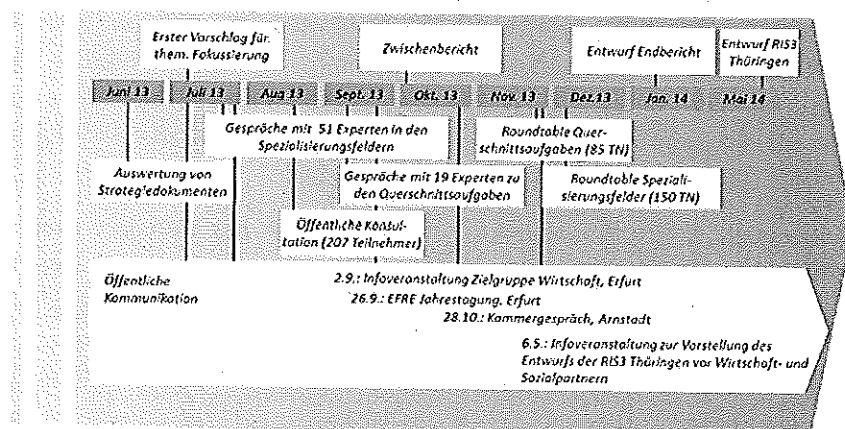 Erster Vorschlag für.
them. Fokussierung
Zwischenbericht
Entwurf Endbericht
Entwurf RIS3
Thüringen
Juni 13
Juli 13
Aug 13
Sept. 13
Okt. 13
Nov. 13
Dez.13
Jan. 14
Mai 14
Gespräche mit 51 Experten in den
Spezialisierungsfeldern
Roundtable Quer-
schnittsaufgaben (85 TN)
Auswertung von
Strategiedokumenten
Gespräche mit 19 Experten zu
den Querschnittsaufgaben
Roundtable Speziali-
sierungsfelder (150 TN)
Öffentliche Konsul-
tation (207 Teilnehmer)
Öffentliche
Kommunikation
2.9.: Infoveranstaltung Zielgruppe Wirtschaft, Erfurt
26.9.: EFRE Jahrestagung, Erfurt
28.10.: Kammergespräch, Arnstadt
6.5.: Infoveranstaltung zur Vorstellung des
Entwurfs der RIS3 Thüringen vor Wirtschaft- und
Sozialpartnern